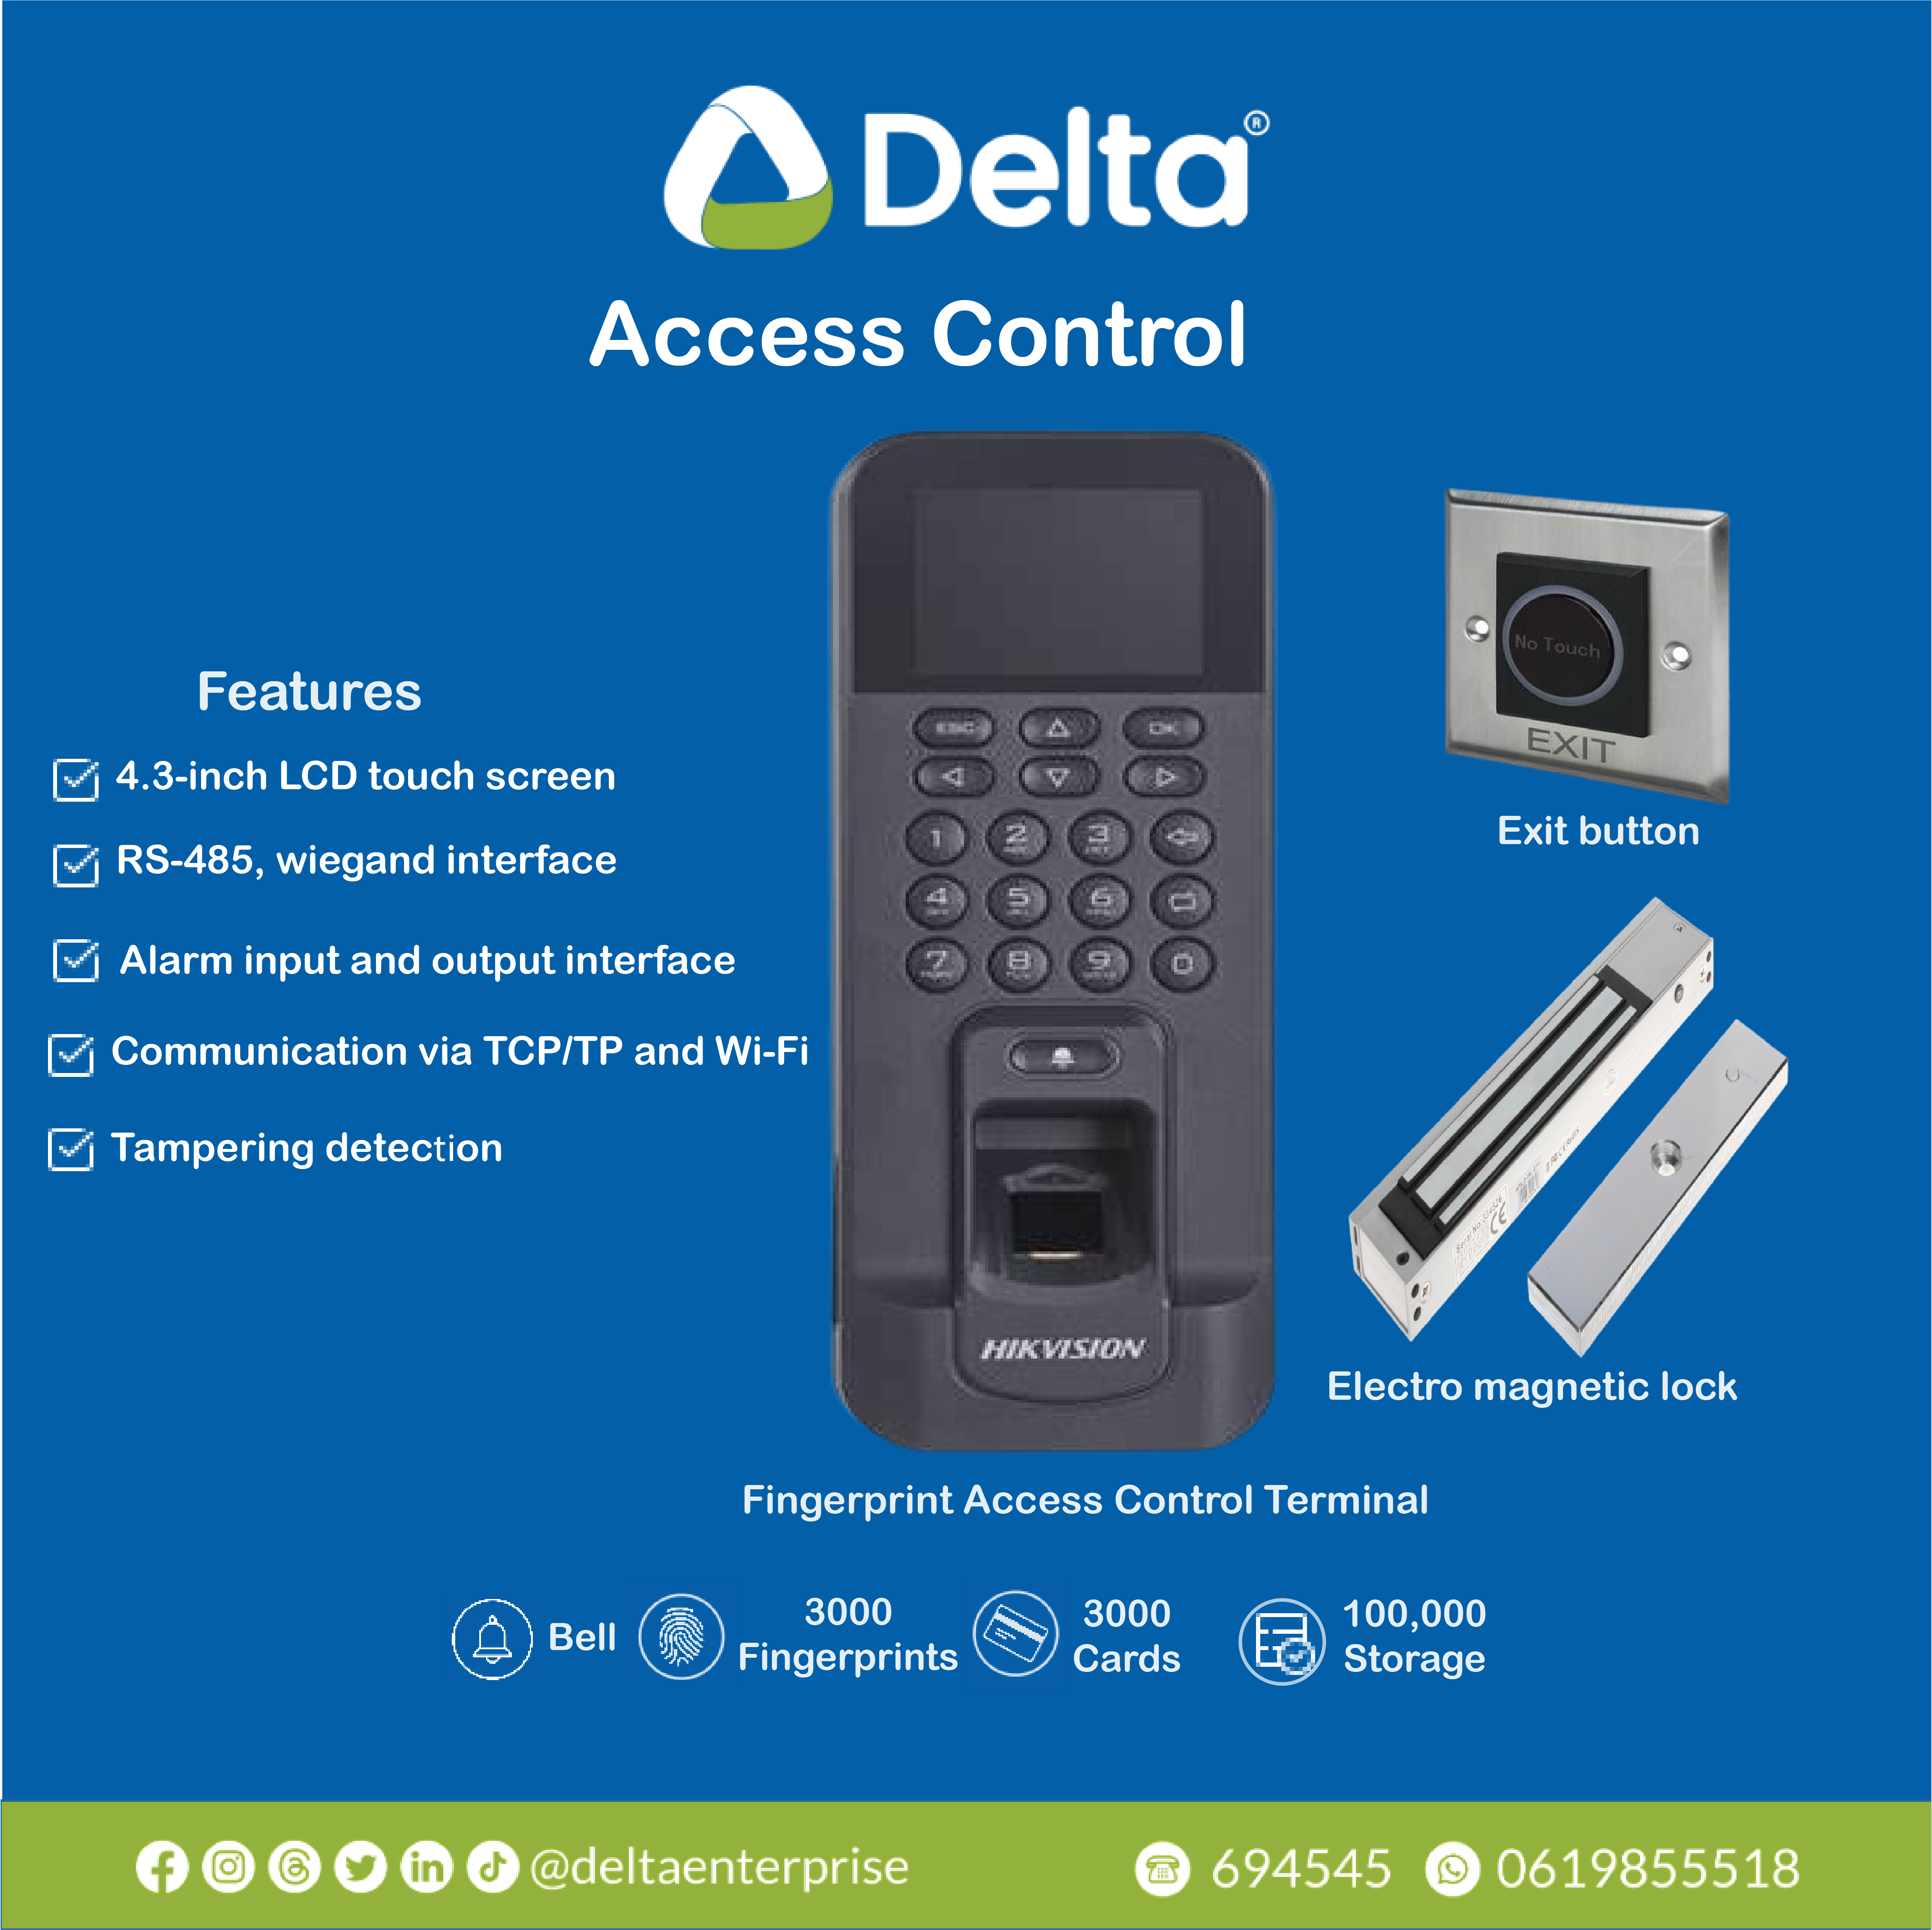 Delta®
Access Control
Features
4.3-inch LCD touch screen
RS-485, wiegand interface
Alarm input and output interface
Communication via TCP/TP and Wi-Fi
Tampering detection
ESC
OK
1 2 3
4 5 6
7 8 9 0
HIKVISION
No Touch
EXIT
Exit button
CE
Electro magnetic lock
Fingerprint Access Control Terminal
Bell
3000
Fingerprints
3000
Cards
100,000
Storage
@deltaenterprise
694545
0619855518